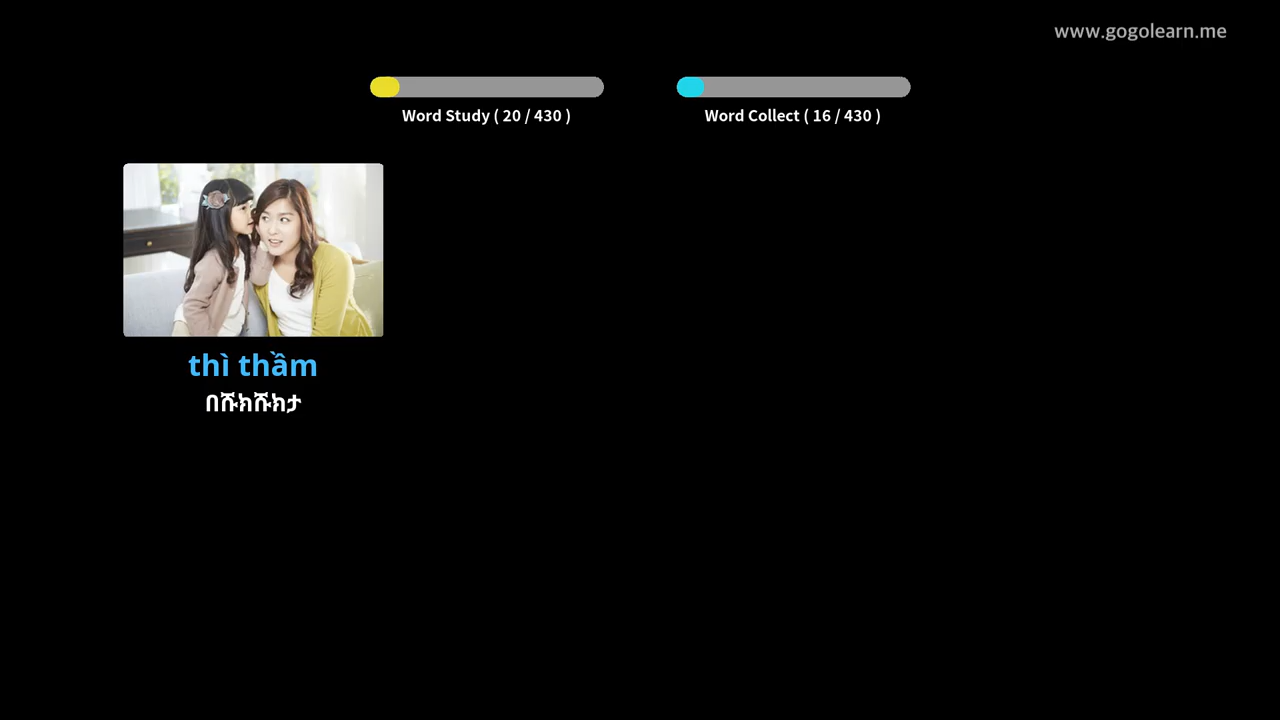 www.gogolearn.me
Word Study ( 20 / 430 )
Word Collect ( 16 / 430 )
thì thầm
በሹክሹክታ